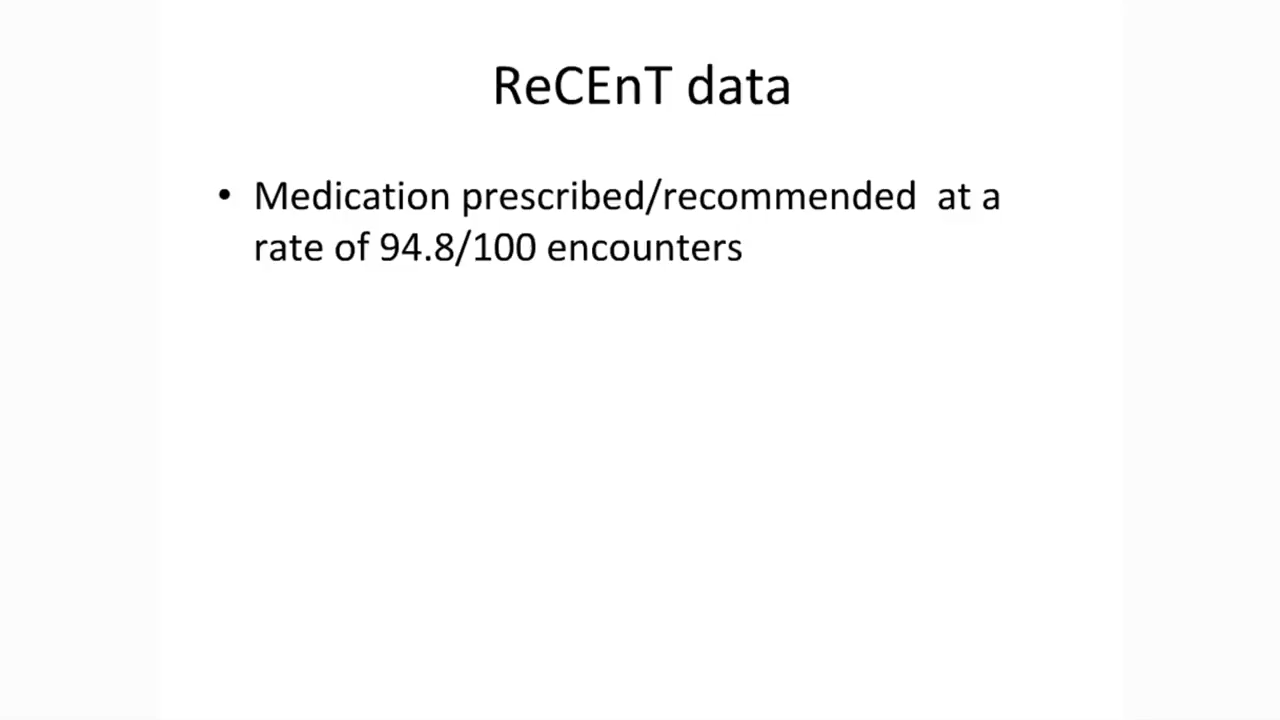 ReCEnT data
• Medication prescribed/recommended  at a
rate of 94.8/100 encounters